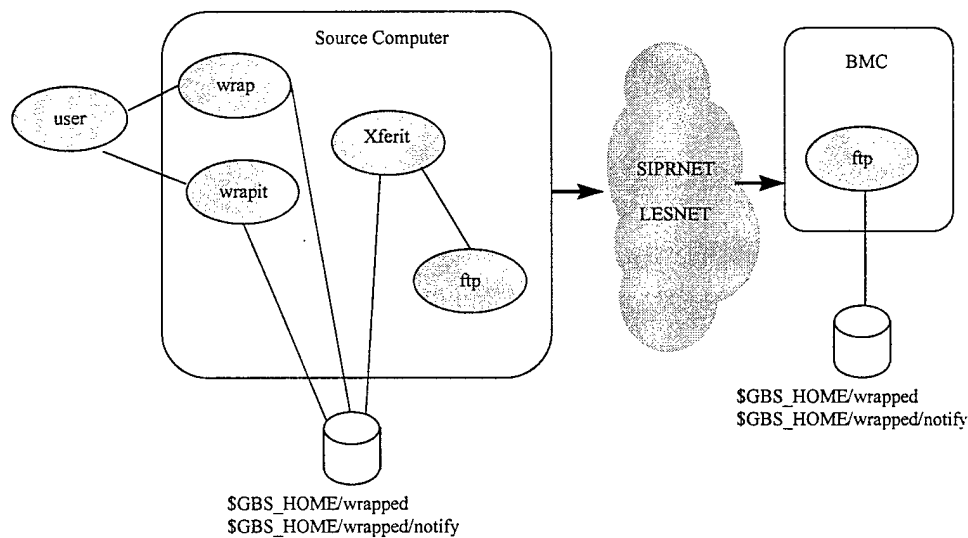 Source Computer
BMC
user
wrap
wrapit
Xferit
ftp
SIPRNET
LESNET
ftp
$GBS_HOME/wrapped
$GBS_HOME/wrapped/notify
$GBS_HOME/wrapped
$GBS_HOME/wrapped/notify